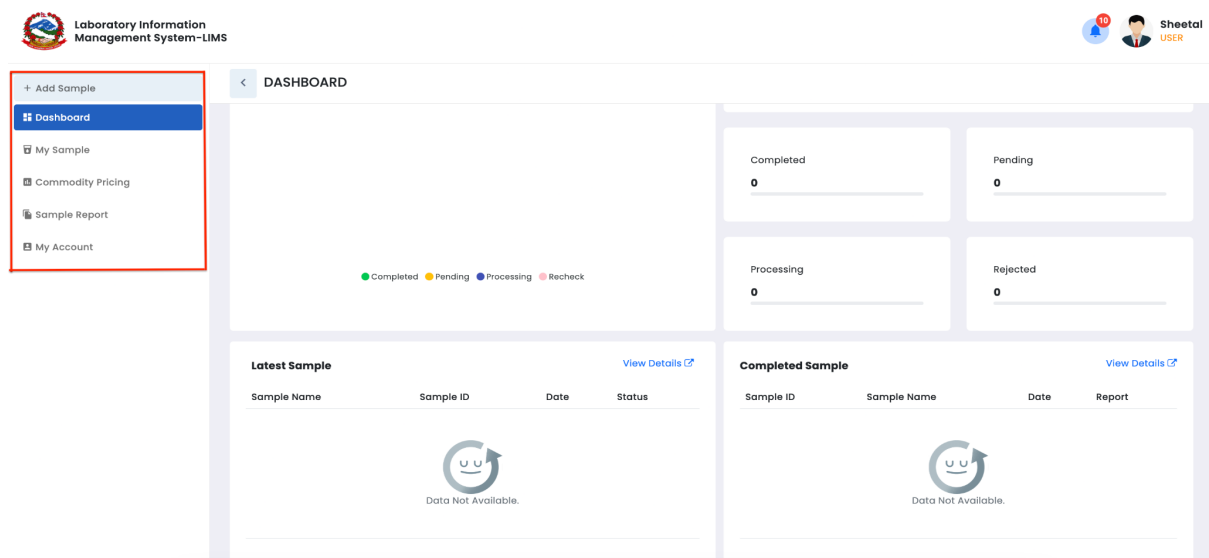 Laboratory Information
Management System-LIMS
10
Sheetal
USER
+ Add Sample
Dashboard
My Sample
Commodity Pricing
Sample Report
My Account
< DASHBOARD
Completed
0
Pending
0
Completed Pending Processing Recheck
Processing
0
Rejected
0
Latest Sample View Details
Sample Name Sample ID Date Status
Data Not Available.
Completed Sample View Details
Sample ID Sample Name Date Report
Data Not Available.